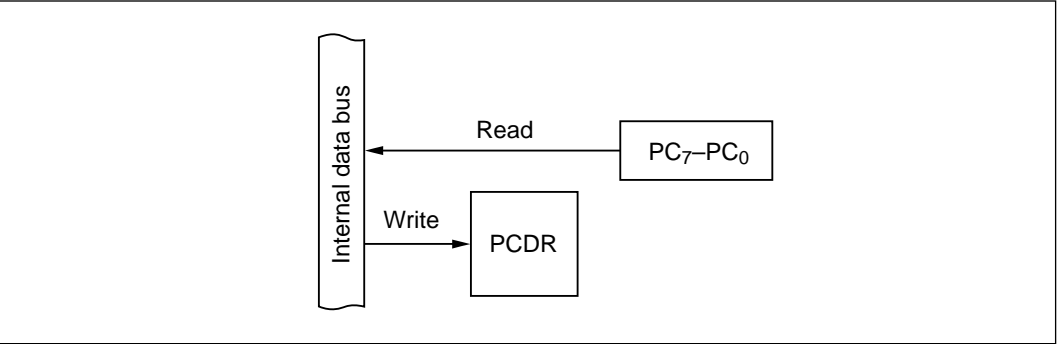 Internal data bus
Read
PC₇–PC₀
Write
PCDR